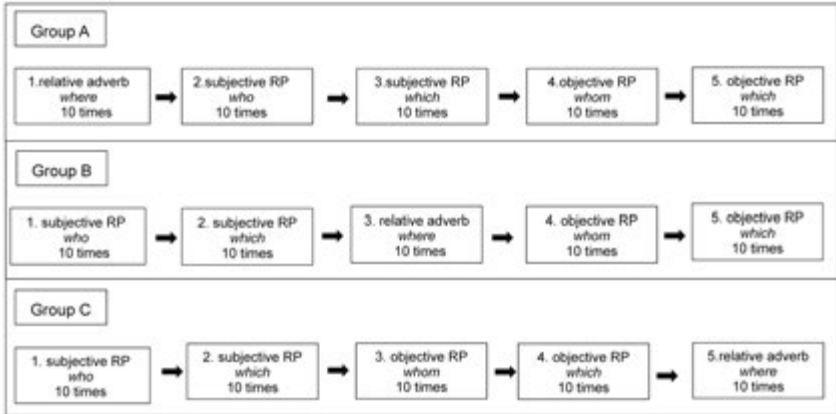 Group A
1.relative adverb
where
10 times
2.subjective RP
who
10 times
3.subjective RP
which
10 times
4.objective RP
whom
10 times
5. objective RP
which
10 times
Group B
1. subjective RP
who
10 times
2. subjective RP
which
10 times
3. relative adverb
where
10 times
4. objective RP
whom
10 times
5. objective RP
which
10 times
Group C
1. subjective RP
who
10 times
2. subjective RP
which
10 times
3. objective RP
whom
10 times
4. objective RP
which
10 times
5.relative adverb
where
10 times